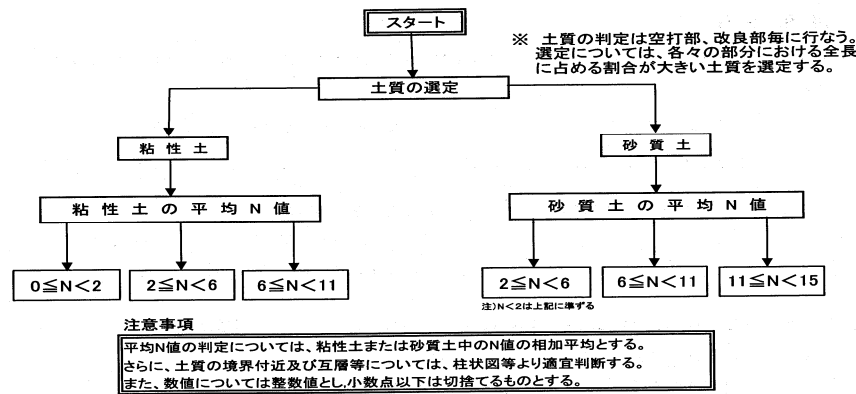 スタート
※ 土質の判定は空打部、改良部毎に行なう。
選定については、各々の部分における全長
に占める割合が大きい土質を選定する。
土質の選定
粘性土
砂質土
粘性土の平均N値
砂質土の平均N値
0≦N<2
2≦N<6
6≦N<11
2≦N<6
6≦N<11
11≦N<15
注)N<2は上記に準ずる
注意事項
平均N値の判定については、粘性土または砂質土中のN値の相加平均とする。
さらに、土質の境界付近及び互層等については、柱状図等より適宜判断する。
また、数値については整数値とし,小数点以下は切捨てるものとする。